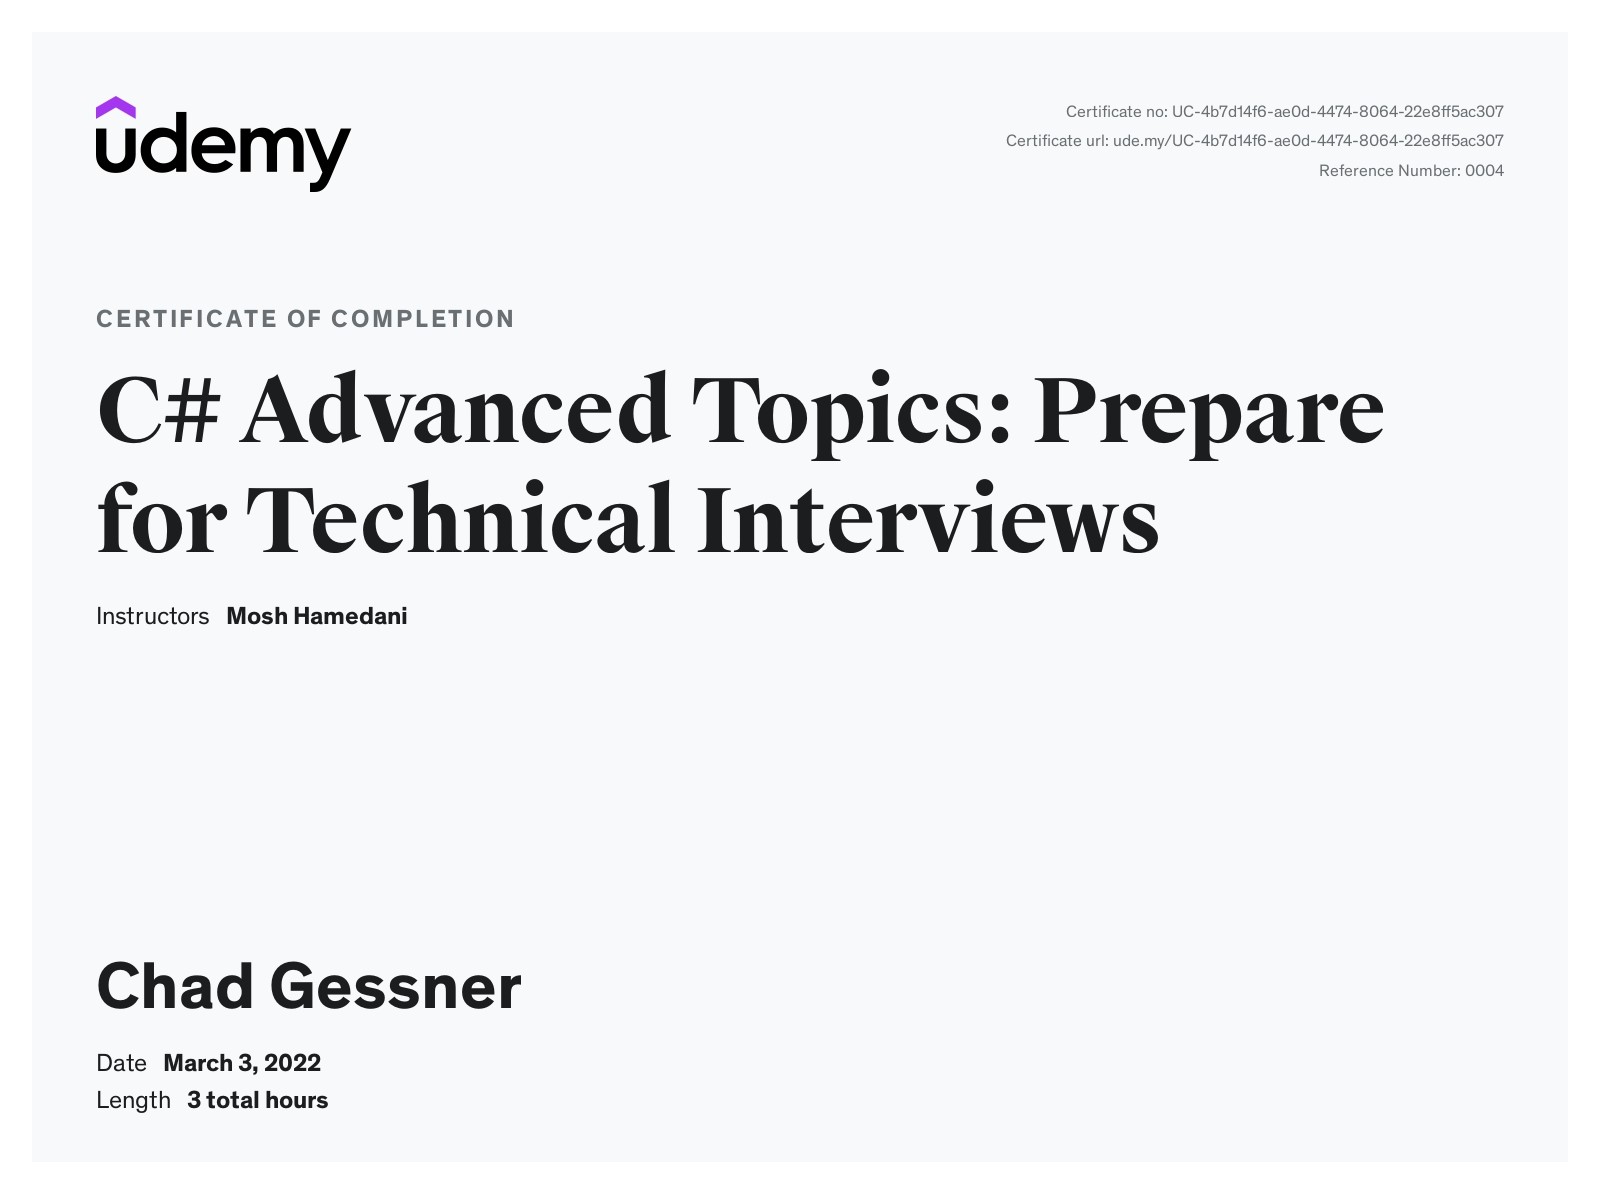 udemy
Certificate no: UC-4b7d14f6-ae0d-4474-8064-22e8ff5ac307
Certificate url: ude.my/UC-4b7d14f6-ae0d-4474-8064-22e8ff5ac307
Reference Number: 0004
CERTIFICATE OF COMPLETION
C# Advanced Topics: Prepare
for Technical Interviews
Instructors Mosh Hamedani
Chad Gessner
Date March 3, 2022
Length 3 total hours